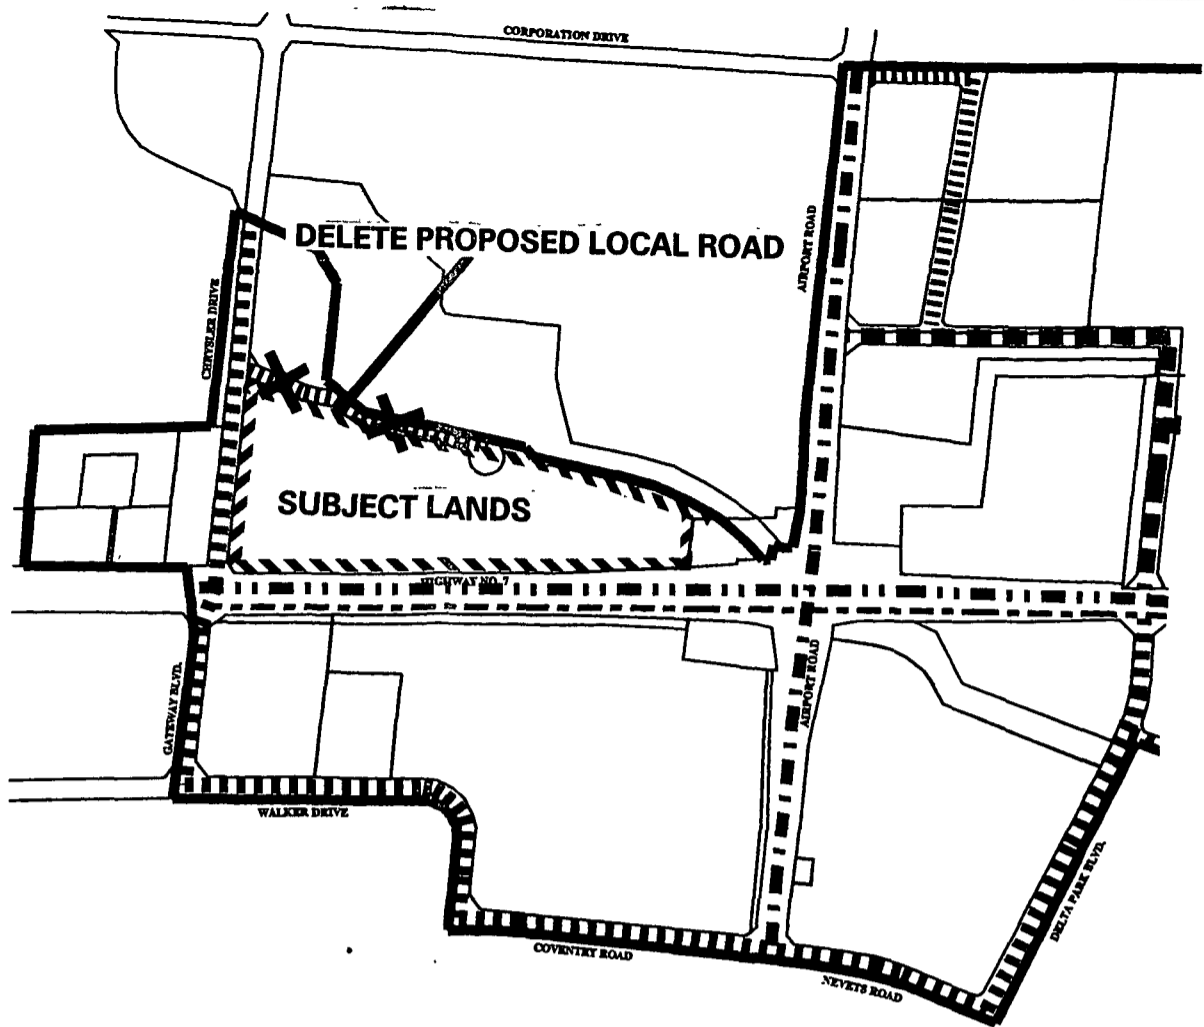 CORPORATION DRIVE
AIRPORT ROAD
DELETE PROPOSED LOCAL ROAD
CHRYSLER DRIVE
SUBJECT LANDS
HIGHWAY NO. 7
AIRPORT ROAD
GATEWAY BLVD.
WALKER DRIVE
DELTA PARK BLVD.
COVENTRY ROAD
NEVETS ROAD